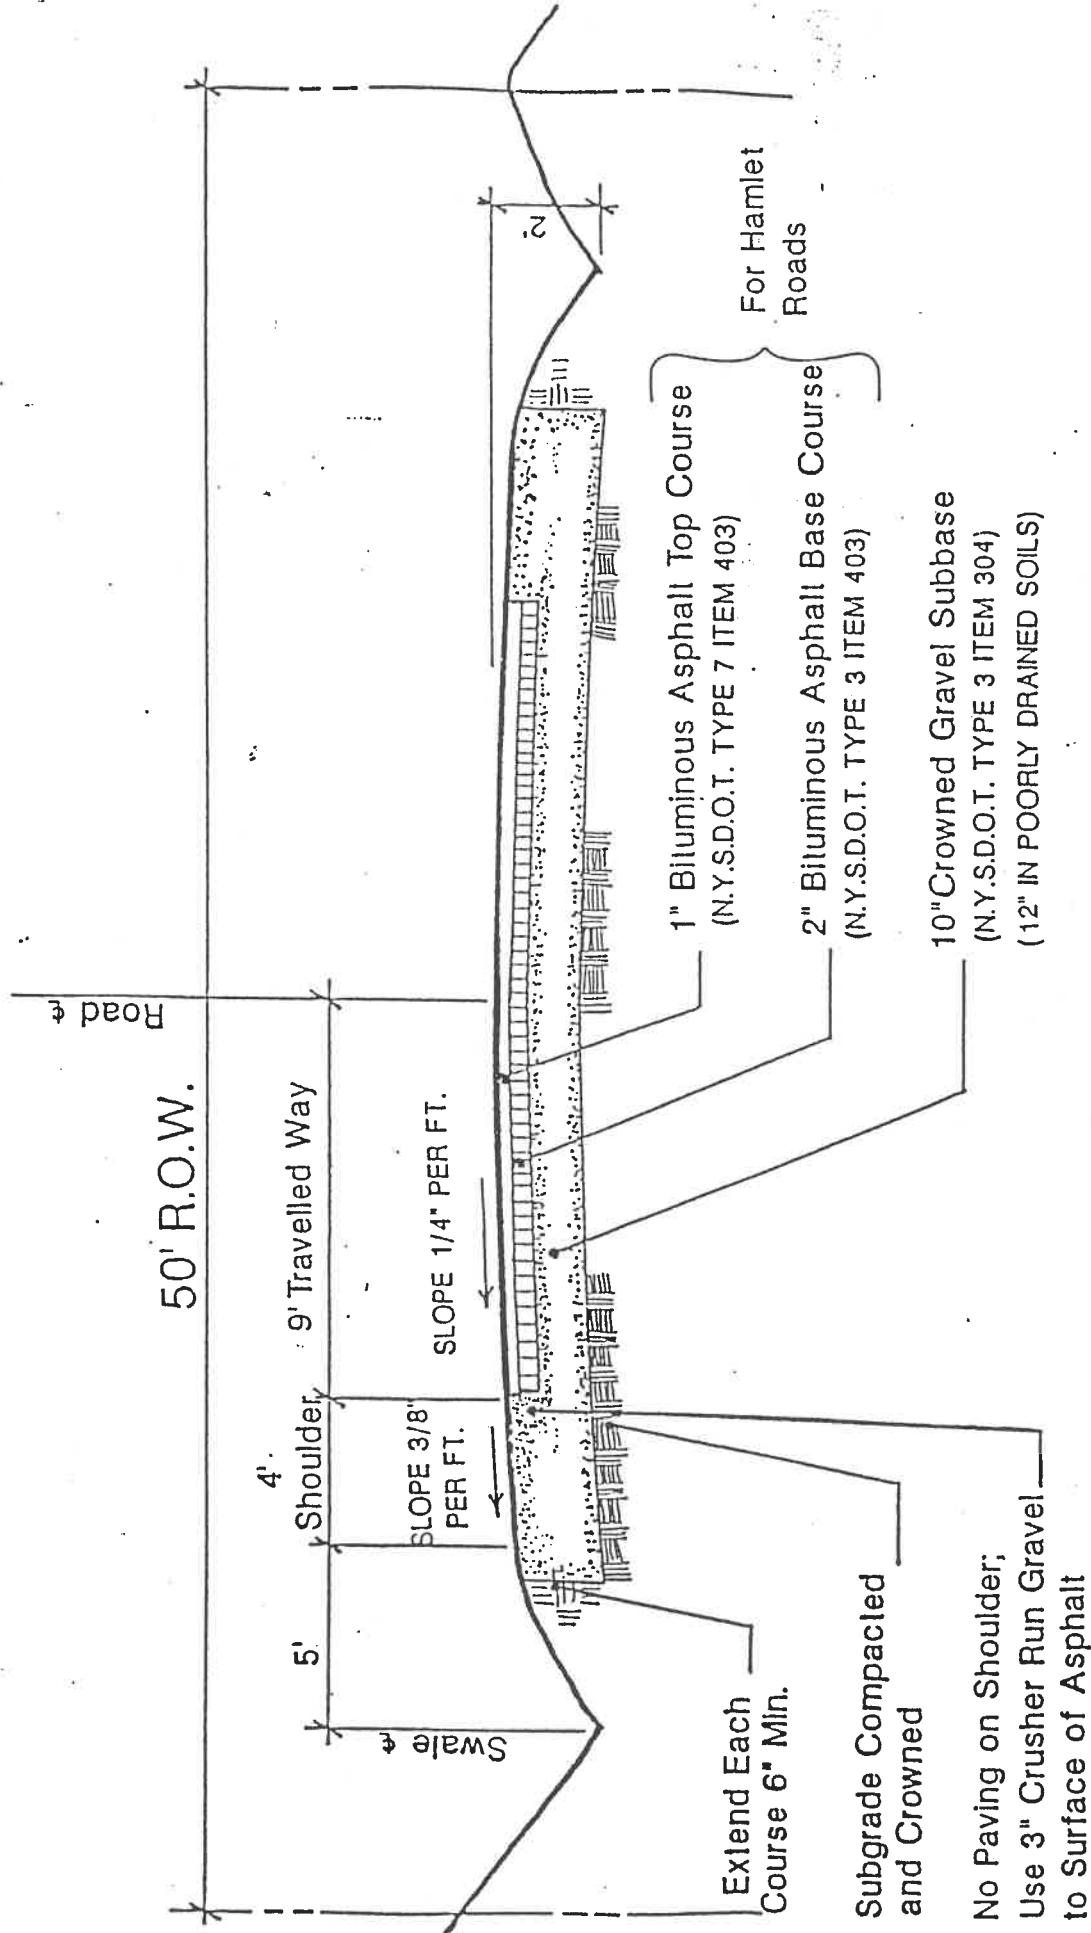 50' R.O.W.
Road ℄
4'
Shoulder
9' Travelled Way
5'
SLOPE 3/8"
PER FT.
SLOPE 1/4" PER FT.
Swale ℄
2'
Extend Each
Course 6" Min.
Subgrade Compacted
and Crowned
No Paving on Shoulder;
Use 3" Crusher Run Gravel
to Surface of Asphalt
1" Bituminous Asphalt Top Course
(N.Y.S.D.O.T. TYPE 7 ITEM 403)
2" Bituminous Asphalt Base Course
(N.Y.S.D.O.T. TYPE 3 ITEM 403)
10" Crowned Gravel Subbase
(N.Y.S.D.O.T. TYPE 3 ITEM 304)
(12" IN POORLY DRAINED SOILS)
For Hamlet
Roads